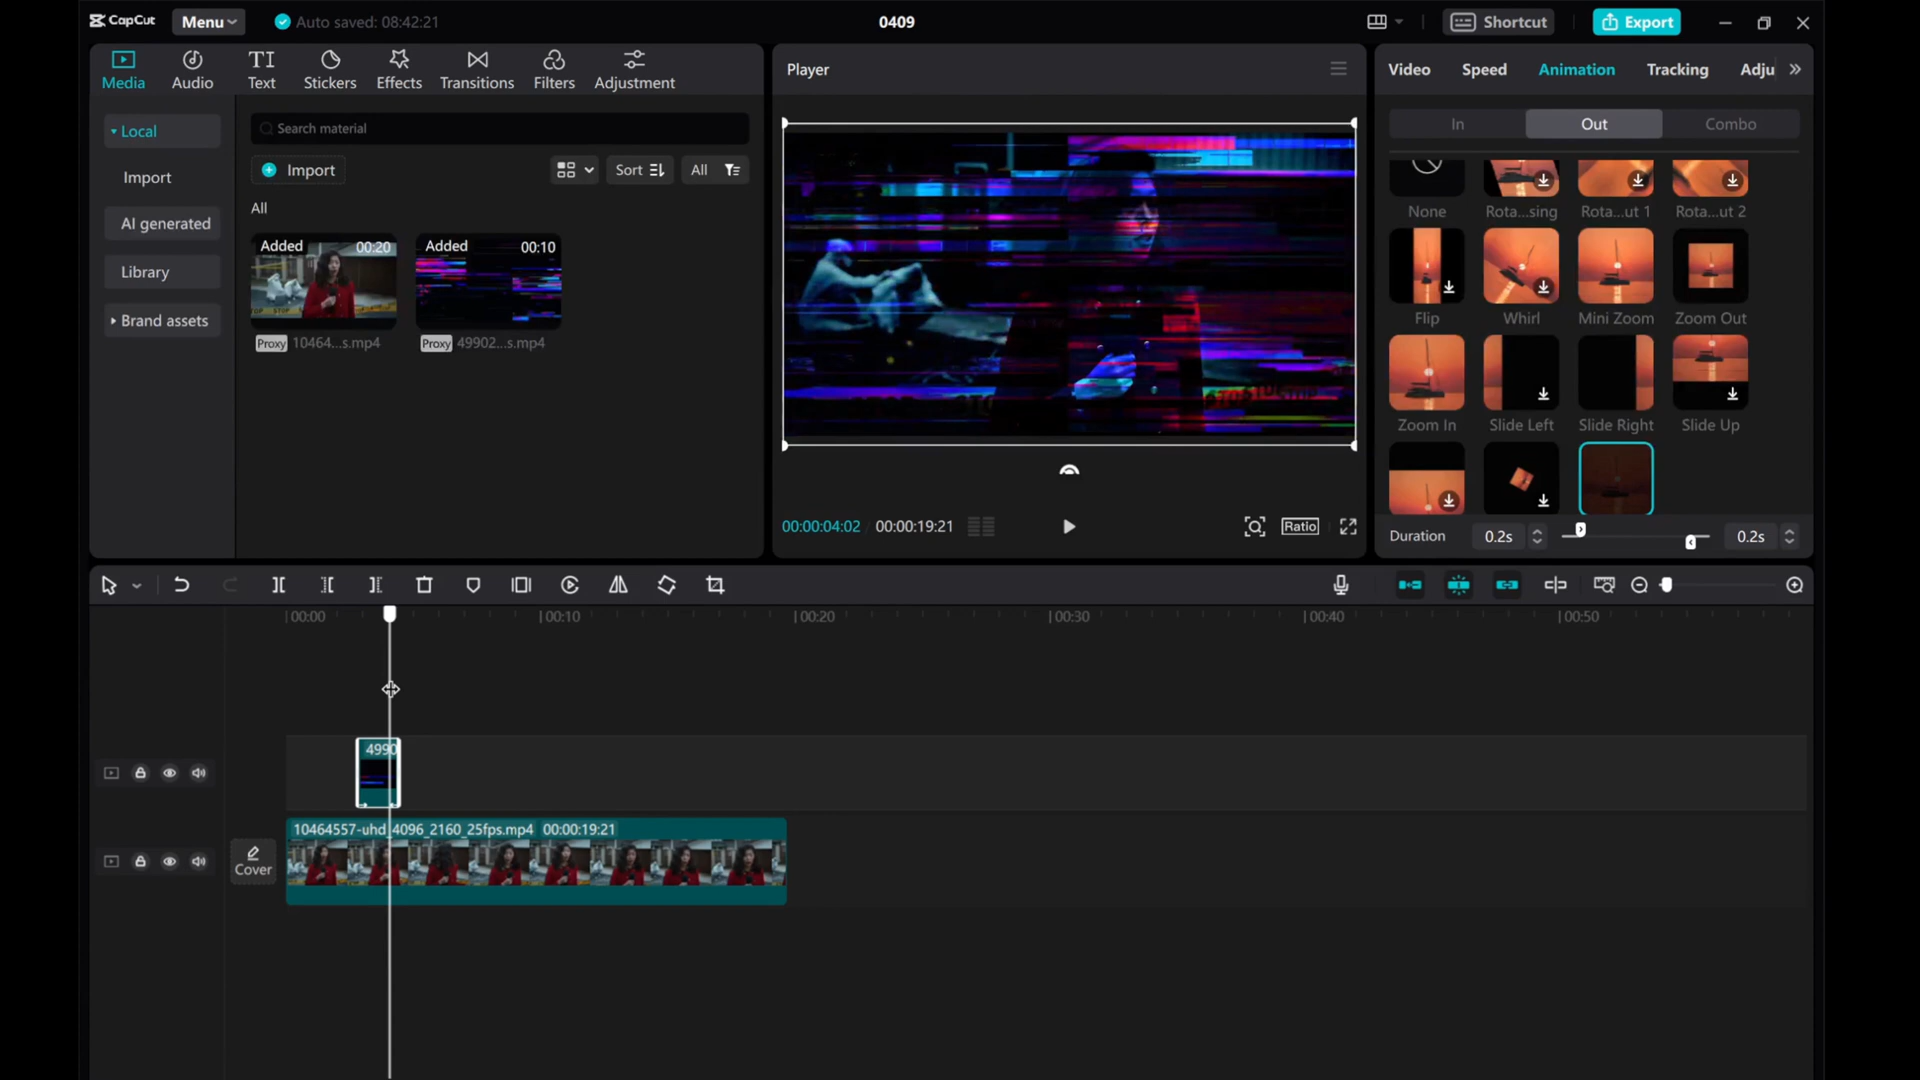 CapCut
Menu
Auto saved: 08:42:21
0409
Shortcut
Export
Media
Audio
TI
Text
Stickers
Effects
Transitions
Filters
Adjustment
Local
Import
AI generated
Library
Brand assets
Search material
Import
Sort
All
All
Added
00:20
Proxy
10464...s.mp4
Added
00:10
Proxy
49902...s.mp4
Player
00:00:04:02
00:00:19:21
Ratio
Video
Speed
Animation
Tracking
Adju
In
Out
Combo
None
Rota...sing
Rota...ut 1
Rota...ut 2
Flip
Whirl
Mini Zoom
Zoom Out
Zoom In
Slide Left
Slide Right
Slide Up
Duration
0.2s
0.2s
00:00
00:10
00:20
00:30
00:40
00:50
4990
Cover
10464557-uhd_4096_2160_25fps.mp4
00:00:19:21